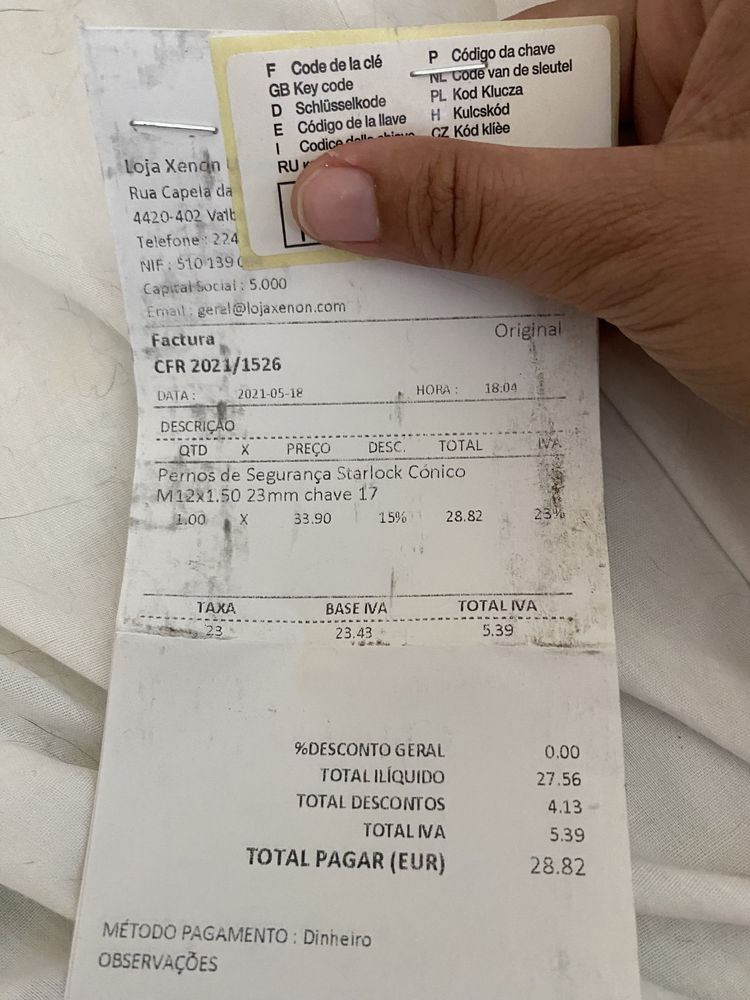 F Code de la clé
GB Key code
D Schlüsselkode
E Código de la llave
I Codice della chiave
RU
P Código da chave
NL Code van de sleutel
PL Kod Klucza
H Kulcskód
CZ Kód klíèe
Loja Xenon
Rua Capela da
4420-402
Telefone : 224
NIF : 510 139
Capital Social : 5.000
Email : geral@lojaxenon.com
Factura Original
CFR 2021/1526
DATA : 2021-05-18 HORA : 18:04
DESCRIÇÃO
QTD X PREÇO DESC. TOTAL IVA
Pernos de Segurança Starlock Cónico
M12x1.50 23mm chave 17
1.00 X 33.90 15% 28.82 23%
TAXA BASE IVA TOTAL IVA
23 23.43 5.39
%DESCONTO GERAL 0.00
TOTAL ILÍQUIDO 27.56
TOTAL DESCONTOS 4.13
TOTAL IVA 5.39
TOTAL PAGAR (EUR) 28.82
MÉTODO PAGAMENTO : Dinheiro
OBSERVAÇÕES